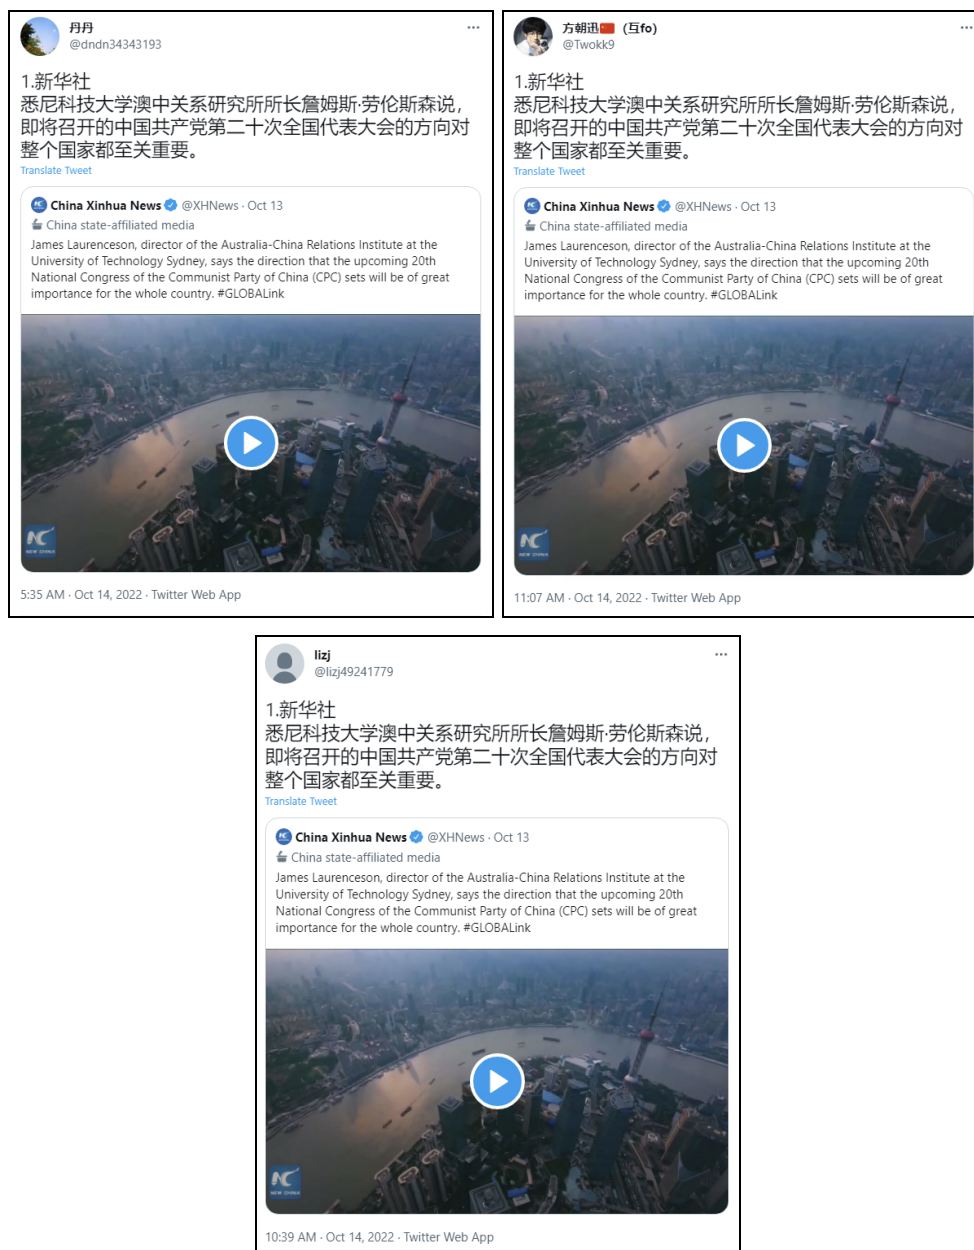 丹丹
@dndn34343193
1.新华社
悉尼科技大学澳中关系研究所所长詹姆斯·劳伦斯森说，
即将召开的中国共产党第二十次全国代表大会的方向对
整个国家都至关重要。
Translate Tweet
China Xinhua News @XHNews · Oct 13
China state-affiliated media
James Laurenceson, director of the Australia-China Relations Institute at the
University of Technology Sydney, says the direction that the upcoming 20th
National Congress of the Communist Party of China (CPC) sets will be of great
importance for the whole country. #GLOBALink
NC
NEW CHINA
5:35 AM · Oct 14, 2022 · Twitter Web App
方朝迅🇨🇳 (互fo)
@Twokk9
1.新华社
悉尼科技大学澳中关系研究所所长詹姆斯·劳伦斯森说，
即将召开的中国共产党第二十次全国代表大会的方向对
整个国家都至关重要。
Translate Tweet
China Xinhua News @XHNews · Oct 13
China state-affiliated media
James Laurenceson, director of the Australia-China Relations Institute at the
University of Technology Sydney, says the direction that the upcoming 20th
National Congress of the Communist Party of China (CPC) sets will be of great
importance for the whole country. #GLOBALink
NC
NEW CHINA
11:07 AM · Oct 14, 2022 · Twitter Web App
lizj
@lizj49241779
1.新华社
悉尼科技大学澳中关系研究所所长詹姆斯·劳伦斯森说，
即将召开的中国共产党第二十次全国代表大会的方向对
整个国家都至关重要。
Translate Tweet
China Xinhua News @XHNews · Oct 13
China state-affiliated media
James Laurenceson, director of the Australia-China Relations Institute at the
University of Technology Sydney, says the direction that the upcoming 20th
National Congress of the Communist Party of China (CPC) sets will be of great
importance for the whole country. #GLOBALink
NC
NEW CHINA
10:39 AM · Oct 14, 2022 · Twitter Web App